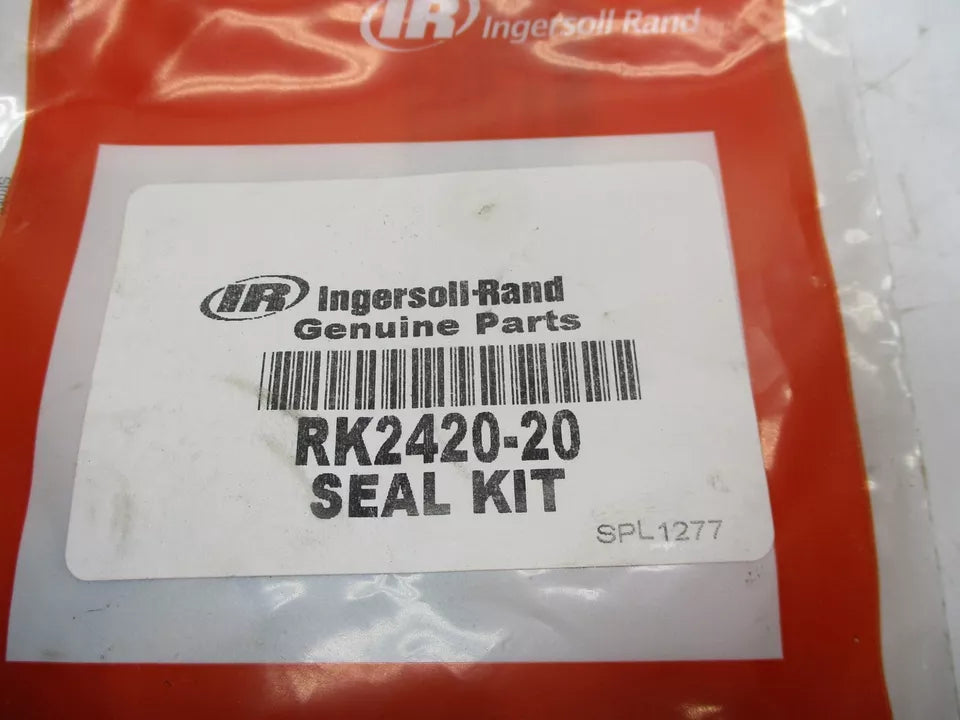 IR Ingersoll Rand
IR Ingersoll-Rand
Genuine Parts
RK2420-20
SEAL KIT
SPL1277